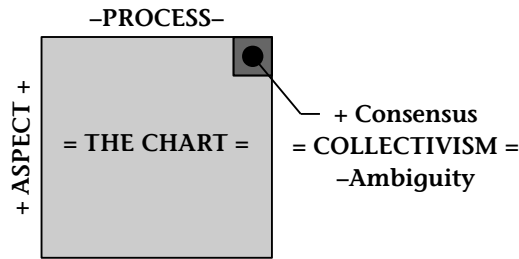 –PROCESS–
+ ASPECT +
= THE CHART =
+ Consensus
= COLLECTIVISM =
–Ambiguity